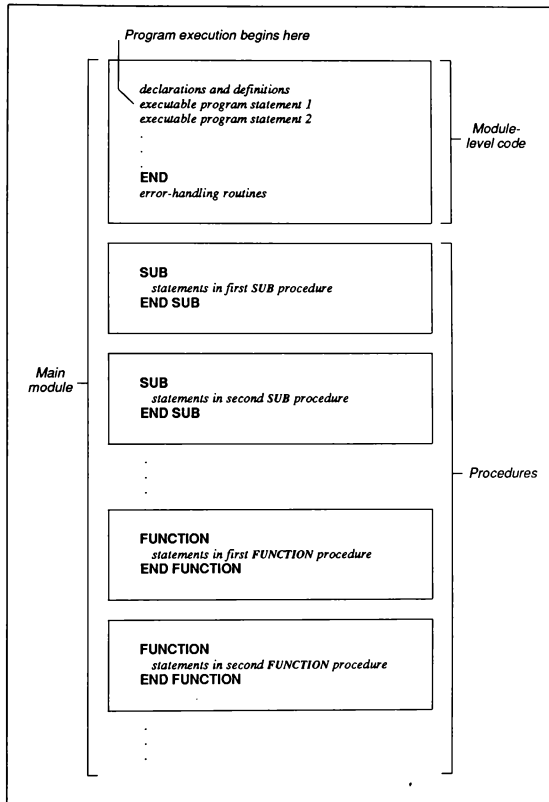 Program execution begins here
declarations and definitions
executable program statement 1
executable program statement 2
.
.
.
END
error-handling routines
Module-
level code
SUB
statements in first SUB procedure
END SUB
Main
module
SUB
statements in second SUB procedure
END SUB
.
.
.
Procedures
FUNCTION
statements in first FUNCTION procedure
END FUNCTION
FUNCTION
statements in second FUNCTION procedure
END FUNCTION
.
.
.